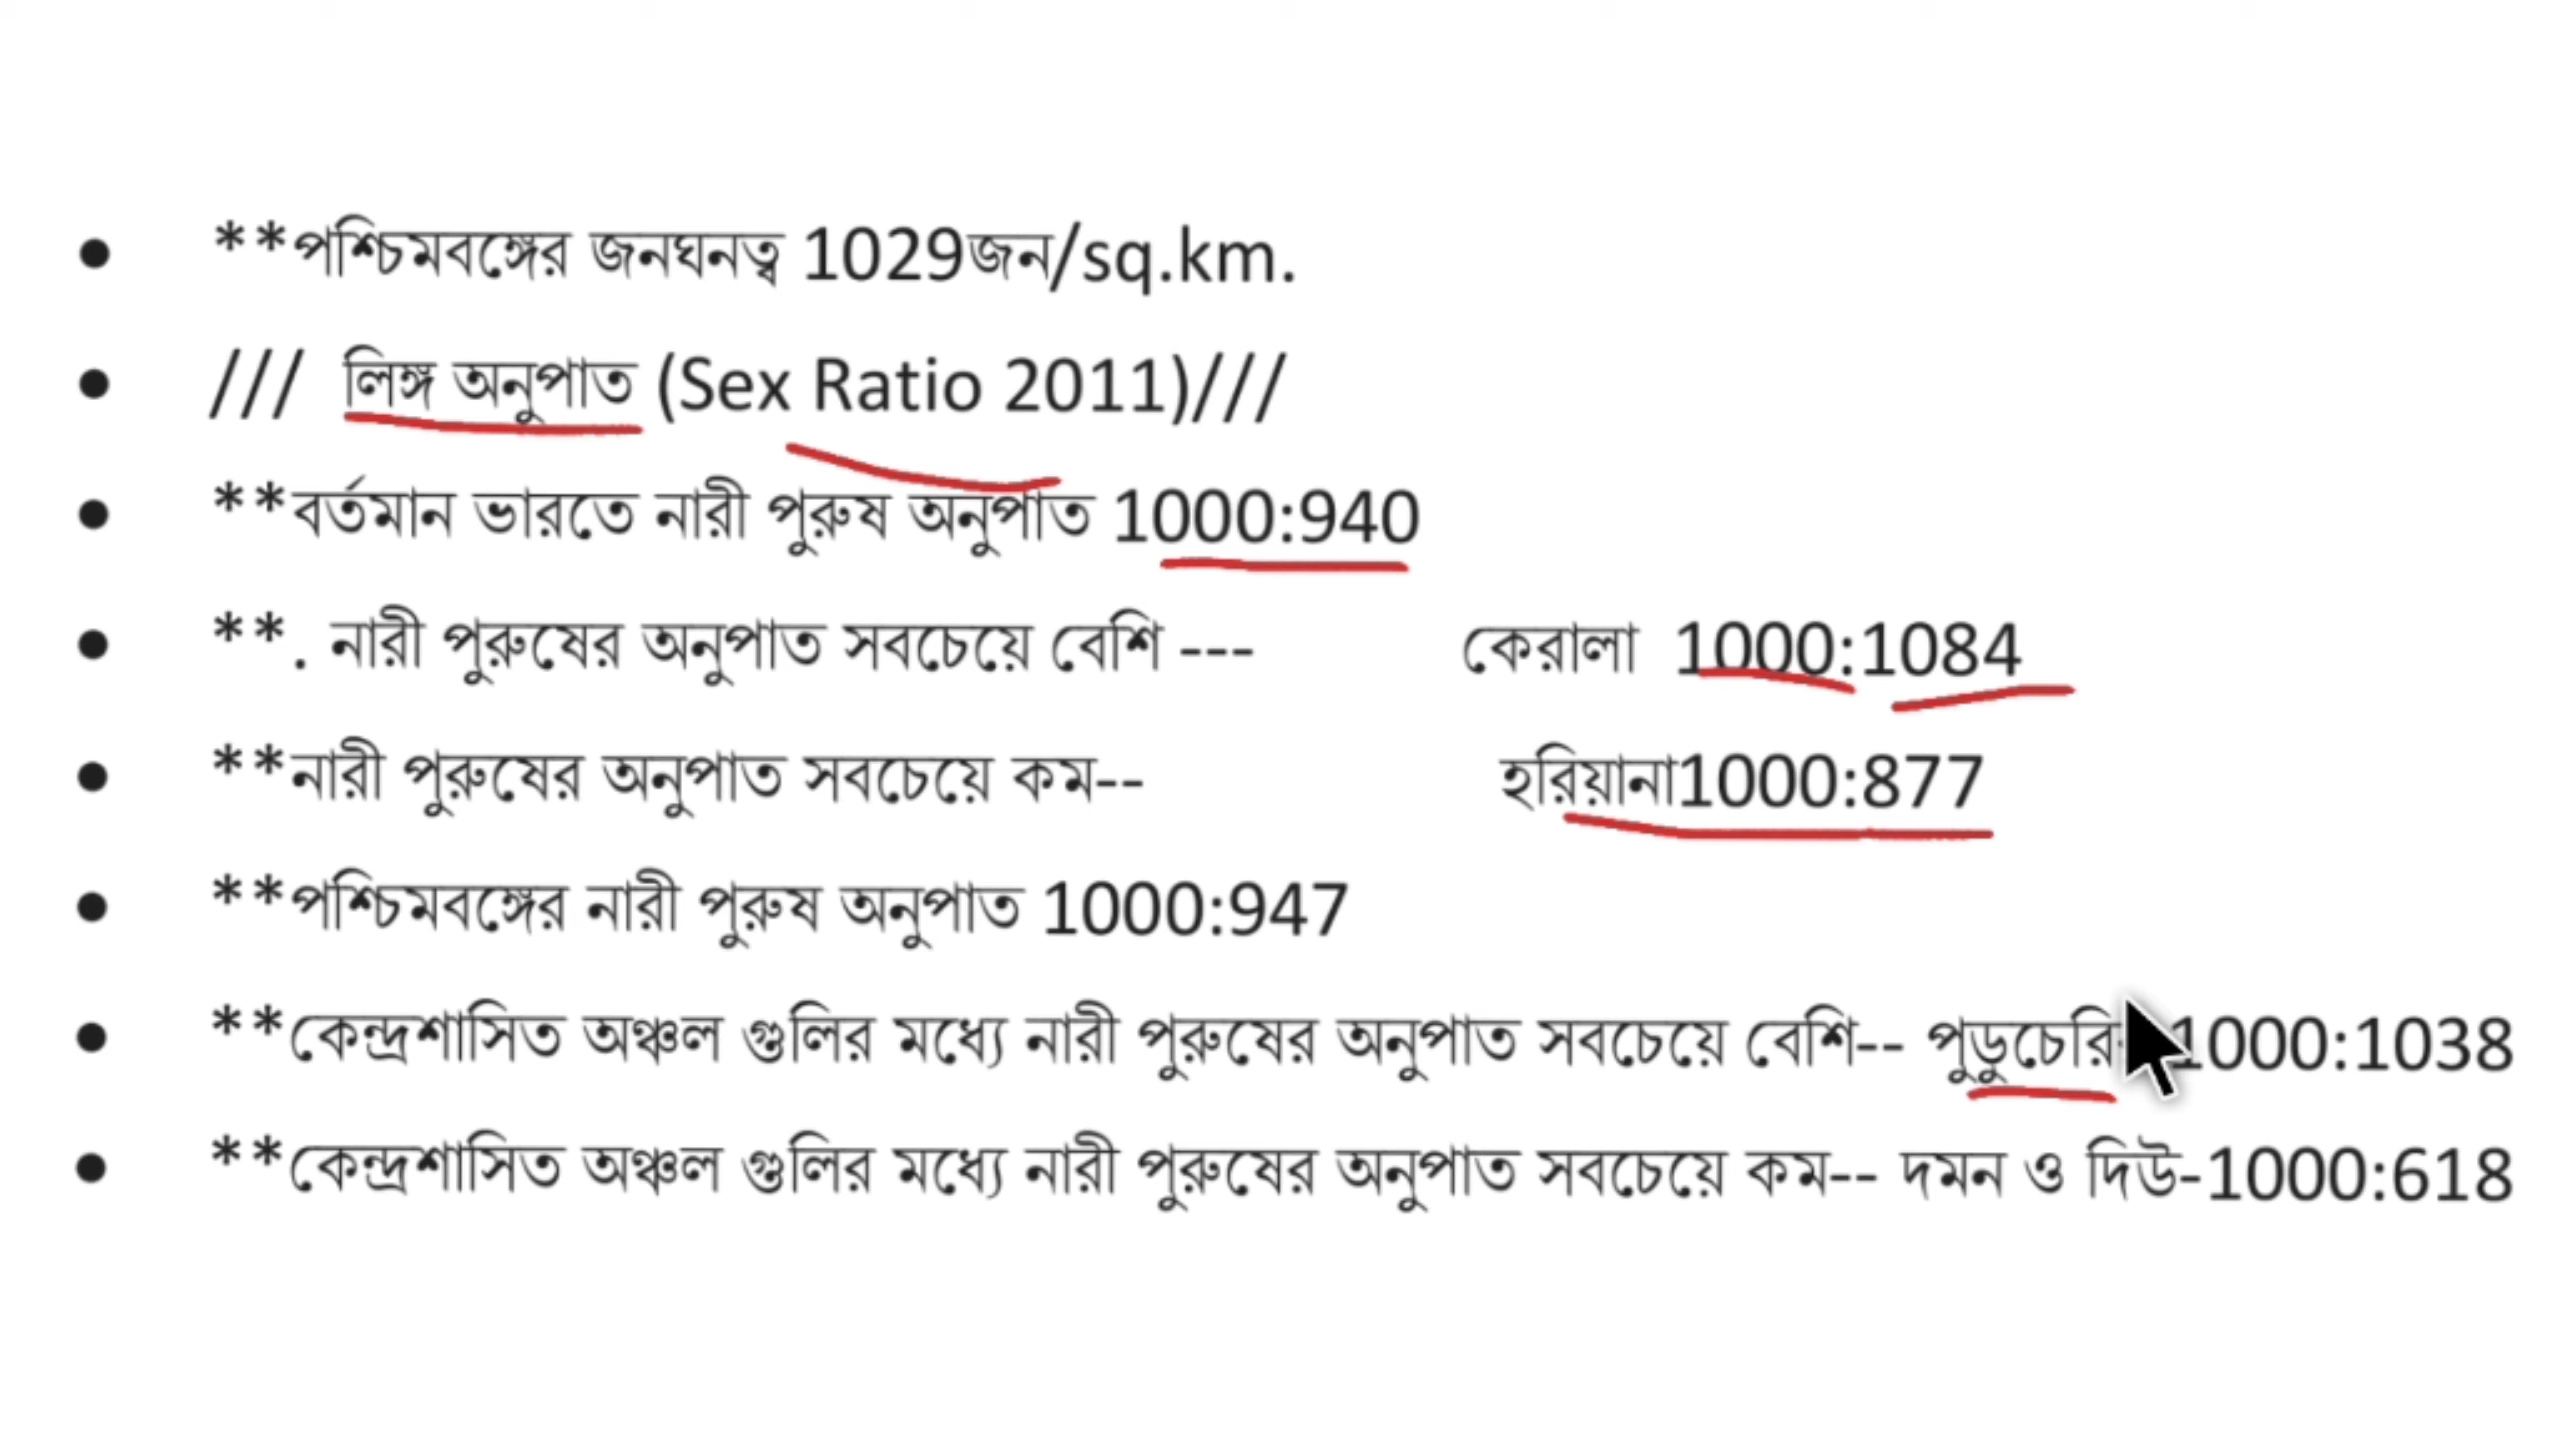 • **পশ্চিমবঙ্গের জনঘনত্ব 1029জন/sq.km.
• /// লিঙ্গ অনুপাত (Sex Ratio 2011)///
• **বর্তমান ভারতে নারী পুরুষ অনুপাত 1000:940
• **. নারী পুরুষের অনুপাত সবচেয়ে বেশি --- কেরালা 1000:1084
• **নারী পুরুষের অনুপাত সবচেয়ে কম-- হরিয়ানা1000:877
• **পশ্চিমবঙ্গের নারী পুরুষ অনুপাত 1000:947
• **কেন্দ্রশাসিত অঞ্চল গুলির মধ্যে নারী পুরুষের অনুপাত সবচেয়ে বেশি-- পুডুচেরি 1000:1038
• **কেন্দ্রশাসিত অঞ্চল গুলির মধ্যে নারী পুরুষের অনুপাত সবচেয়ে কম-- দমন ও দিউ-1000:618